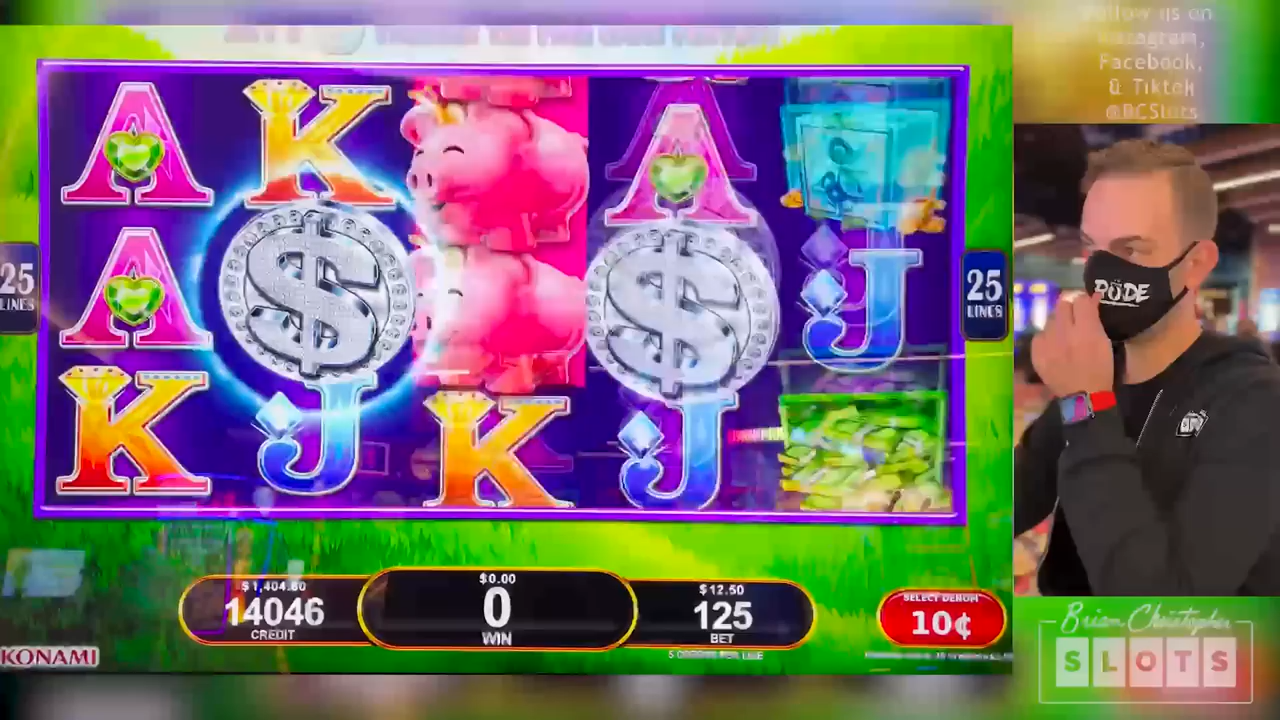 Follow us on
Instagram,
Facebook,
& Tiktok
@BCSlots
A K A
$ $
A J
K J K J
25
LINES
25
LINES
RUDE
$1,404.60
14046
CREDIT
$0.00
0
WIN
$12.50
125
BET
5 CREDITS PER LINE
SELECT DENOM
10¢
KONAMI
Brian Christopher
SLOTS